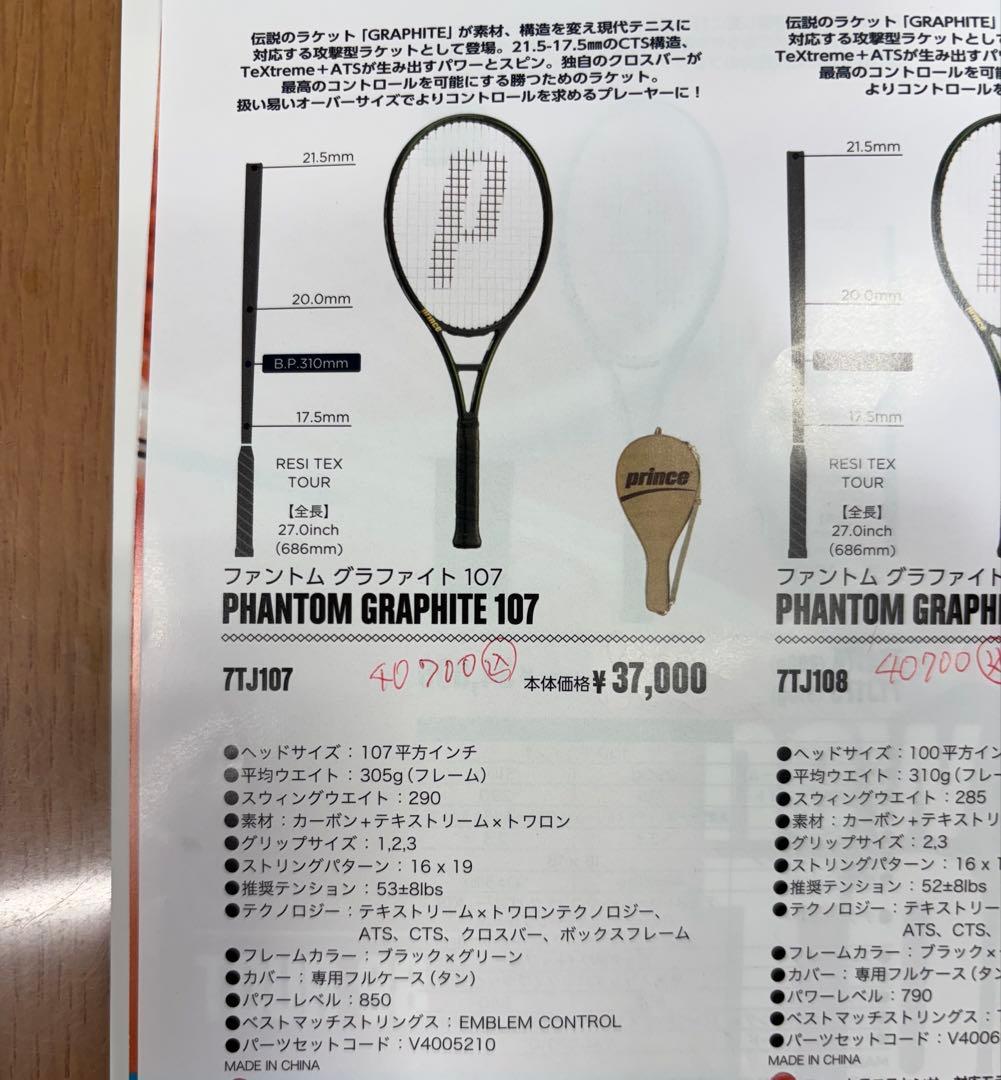 伝説のラケット「GRAPHITE」が素材、構造を変え現代テニスに
対応する攻撃型ラケットとして登場。21.5-17.5㎜のCTS構造、
TeXtreme＋ATSが生み出すパワーとスピン。独自のクロスバーが
最高のコントロールを可能にする勝つためのラケット。
扱い易いオーバーサイズでよりコントロールを求めるプレーヤーに！
21.5mm
20.0mm
B.P.310mm
17.5mm
RESI TEX
TOUR
【全長】
27.0inch
（686mm）
prince
prince
ファントム グラファイト 107
PHANTOM GRAPHITE 107
7TJ107
40700込
本体価格¥37,000
●ヘッドサイズ：107平方インチ
●平均ウエイト：305g（フレーム）
●スウィングウエイト：290
●素材：カーボン＋テキストリーム×トワロン
●グリップサイズ：1,2,3
●ストリングパターン：16 x 19
●推奨テンション：53±8lbs
●テクノロジー：テキストリーム×トワロンテクノロジー、
ATS、CTS、クロスバー、ボックスフレーム
●フレームカラー：ブラック×グリーン
●カバー：専用フルケース（タン）
●パワーレベル：850
●ベストマッチストリングス：EMBLEM CONTROL
●パーツセットコード：V4005210
MADE IN CHINA
伝説のラケット「GRAPHITE」
対応する攻撃型ラケットとして
TeXtreme＋ATSが生み出す
最高のコントロールを可
よりコントロールを
21.5mm
20.0mm
17.5mm
RESI TEX
TOUR
【全長】
27.0inch
（686mm）
prince
ファントム グラファイト
PHANTOM GRAPH
7TJ108
40700
●ヘッドサイズ：100平方イン
●平均ウエイト：310g（フレー
●スウィングウエイト：285
●素材：カーボン＋テキストリ
●グリップサイズ：2,3
●ストリングパターン：16 x
●推奨テンション：52±8lbs
●テクノロジー：テキストリー
ATS、CTS、
●フレームカラー：ブラック×
●カバー：専用フルケース（タン
●パワーレベル：790
●ベストマッチストリングス：
●パーツセットコード：V4006
MADE IN CHINA